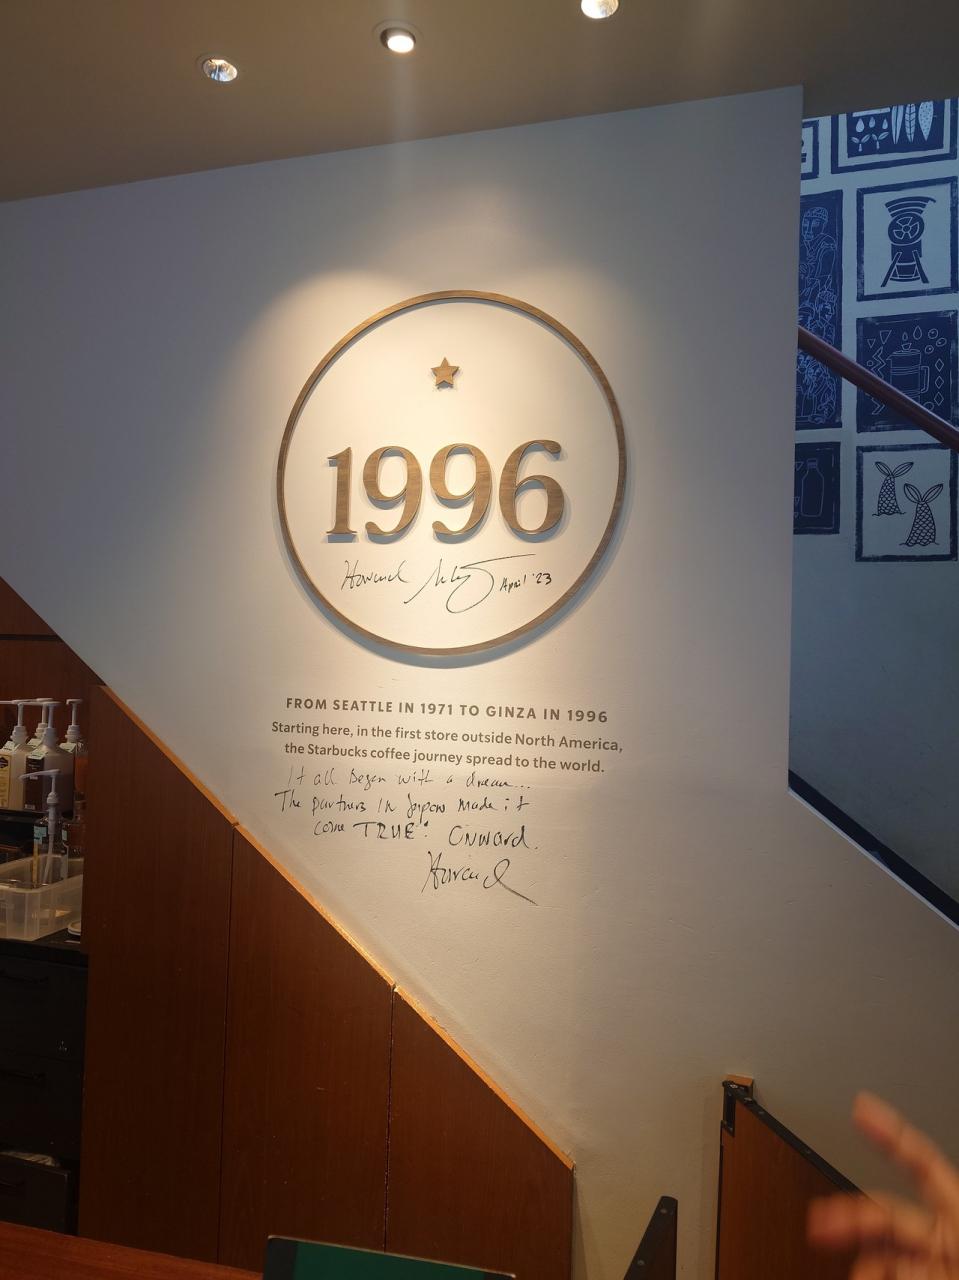 1996
Howard Schultz April '23
FROM SEATTLE IN 1971 TO GINZA IN 1996
Starting here, in the first store outside North America,
the Starbucks coffee journey spread to the world.
It all began with a dream...
The partners in Japan made it
come TRUE! Onward.
Howard